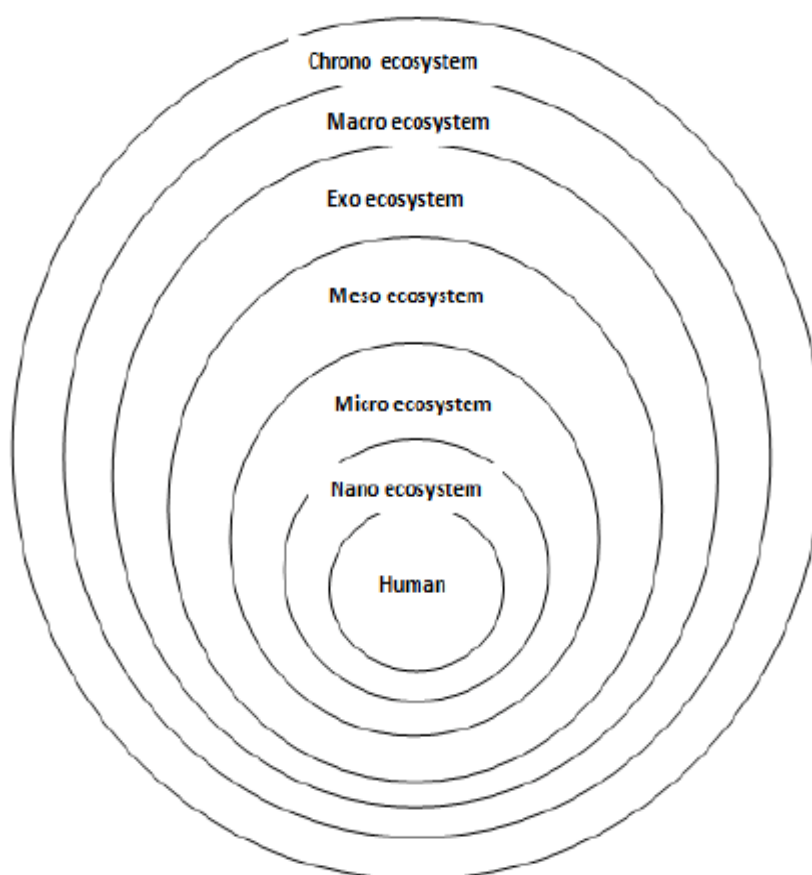 Chrono ecosystem
Macro ecosystem
Exo ecosystem
Meso ecosystem
Micro ecosystem
Nano ecosystem
Human